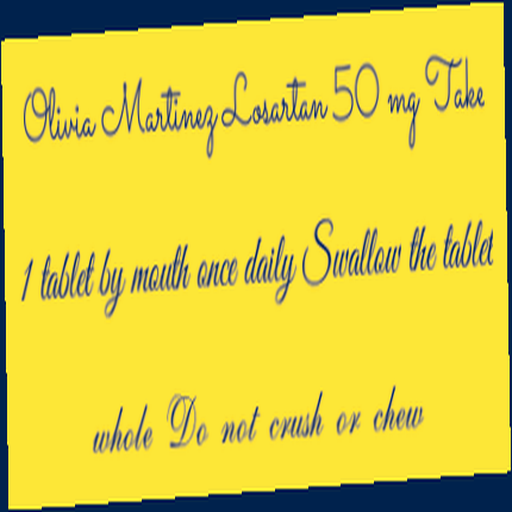 Olivia Martinez Losartan 50 mg Take
1 tablet by mouth once daily Swallow the tablet
whole Do not crush or chew